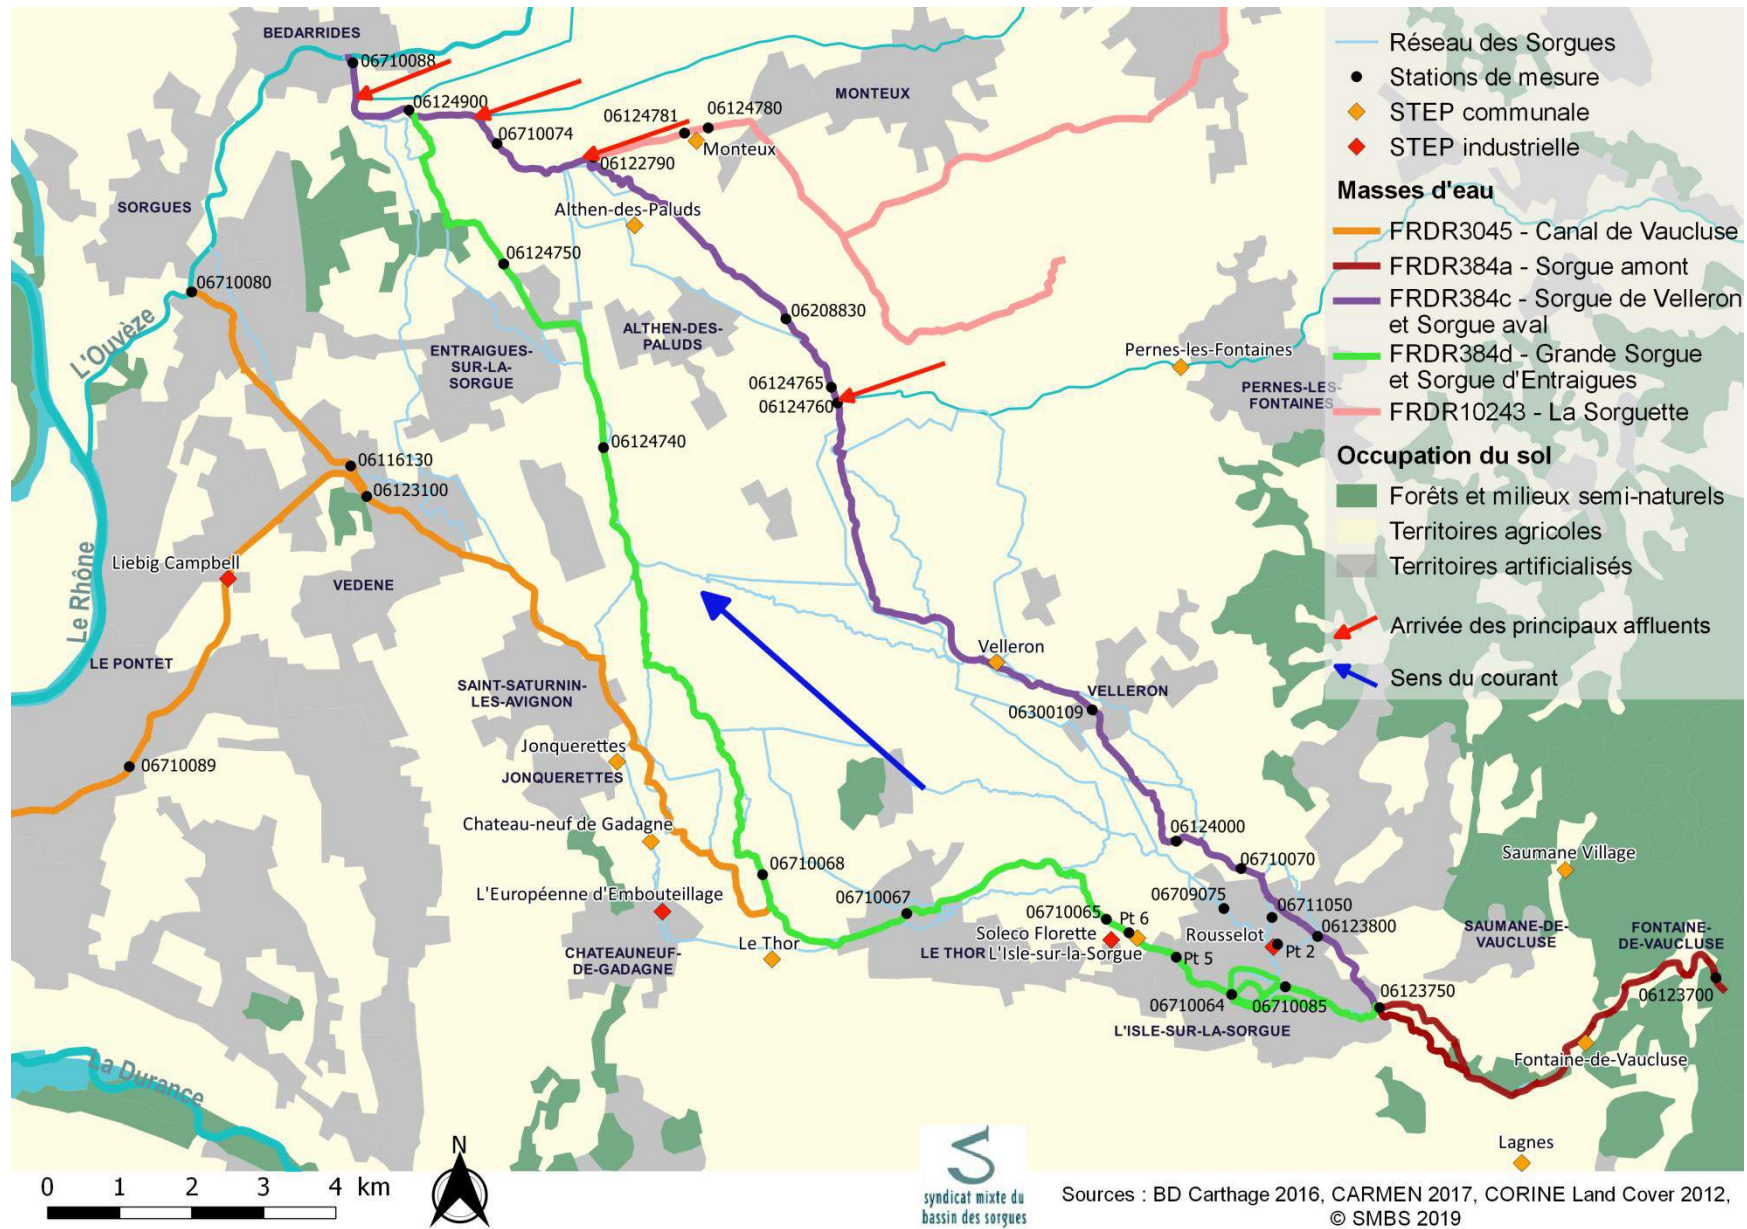 BEDARRIDES
06710088
06124900
06710074
06124781
06124780
MONTEUX
Monteux
06122790
SORGUES
Althen-des-Paluds
06124750
06710080
L'Ouvèze
06208830
ALTHEN-DES-
PALUDS
ENTRAIGUES-
SUR-LA-
SORGUE
Pernes-les-Fontaines
PERNES-LES-
FONTAINES
06124765
06124760
06124740
06116130
06123100
Liebig Campbell
VEDENE
Le Rhône
LE PONTET
Velleron
VELLERON
06300109
SAINT-SATURNIN-
LES-AVIGNON
Jonquerettes
JONQUERETTES
06710089
Chateau-neuf de Gadagne
06124000
06710070
Saumane Village
06710068
L'Européenne d'Embouteillage
06710067
06709075
06711050
06710065
Pt 6
06123800
Soleco Florette
Rousselot
SAUMANE-DE-
VAUCLUSE
FONTAINE-
DE-VAUCLUSE
Le Thor
CHATEAUNEUF-
DE-GADAGNE
LE THOR
L'Isle-sur-la-Sorgue
Pt 5
Pt 2
06123700
06710064
06710085
06123750
L'ISLE-SUR-LA-SORGUE
Fontaine-de-Vaucluse
La Durance
Lagnes
Réseau des Sorgues
Stations de mesure
STEP communale
STEP industrielle
Masses d'eau
FRDR3045 - Canal de Vaucluse
FRDR384a - Sorgue amont
FRDR384c - Sorgue de Velleron
et Sorgue aval
FRDR384d - Grande Sorgue
et Sorgue d'Entraigues
FRDR10243 - La Sorguette
Occupation du sol
Forêts et milieux semi-naturels
Territoires agricoles
Territoires artificialisés
Arrivée des principaux affluents
Sens du courant
0 1 2 3 4 km
N
S
syndicat mixte du
bassin des sorgues
Sources : BD Carthage 2016, CARMEN 2017, CORINE Land Cover 2012,
© SMBS 2019